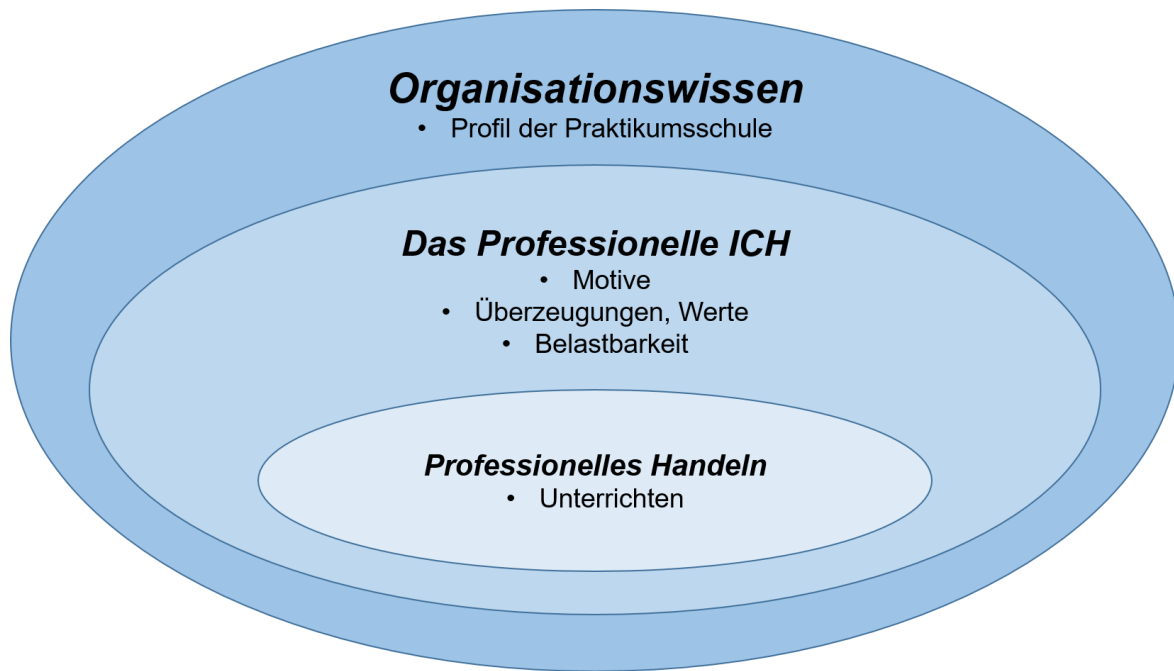 Organisationswissen
• Profil der Praktikumsschule
Das Professionelle ICH
• Motive
• Überzeugungen, Werte
• Belastbarkeit
Professionelles Handeln
• Unterrichten